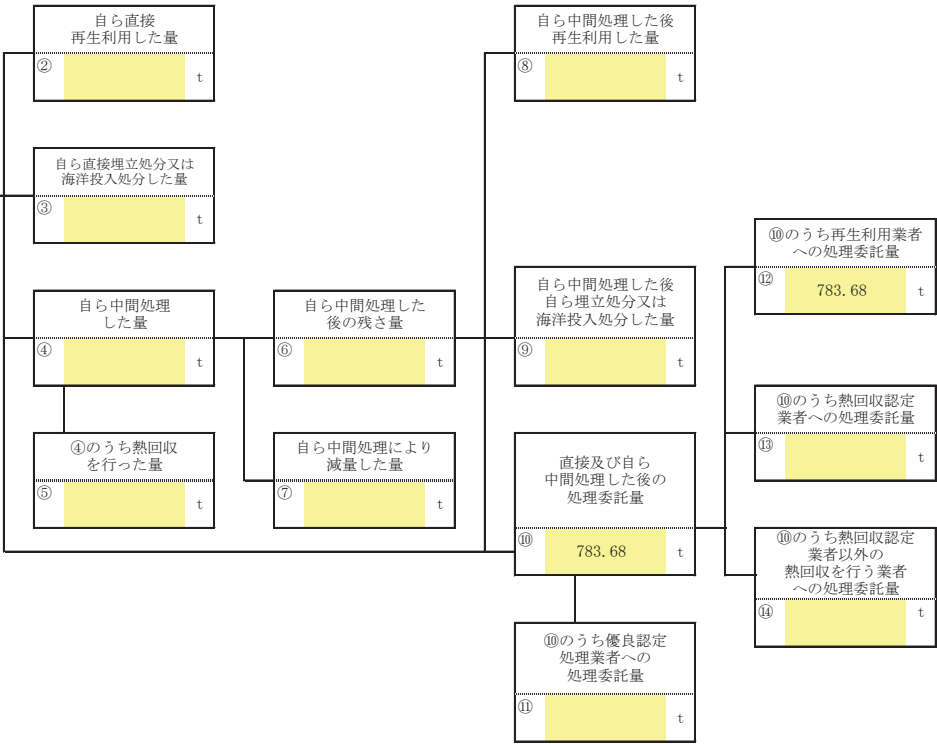 自ら直接
再生利用した量
②
t
自ら中間処理した後
再生利用した量
⑧
t
自ら直接埋立処分又は
海洋投入処分した量
③
t
⑩のうち再生利用業者
への処理委託量
⑫
783.68
t
自ら中間処理
した量
④
t
自ら中間処理した
後の残さ量
⑥
t
自ら中間処理した後
自ら埋立処分又は
海洋投入処分した量
⑨
t
⑩のうち熱回収認定
業者への処理委託量
⑬
t
④のうち熱回収
を行った量
⑤
t
自ら中間処理により
減量した量
⑦
t
直接及び自ら
中間処理した後の
処理委託量
⑩
783.68
t
⑩のうち熱回収認定
業者以外の
熱回収を行う業者
への処理委託量
⑭
t
⑩のうち優良認定
処理業者への
処理委託量
⑪
t